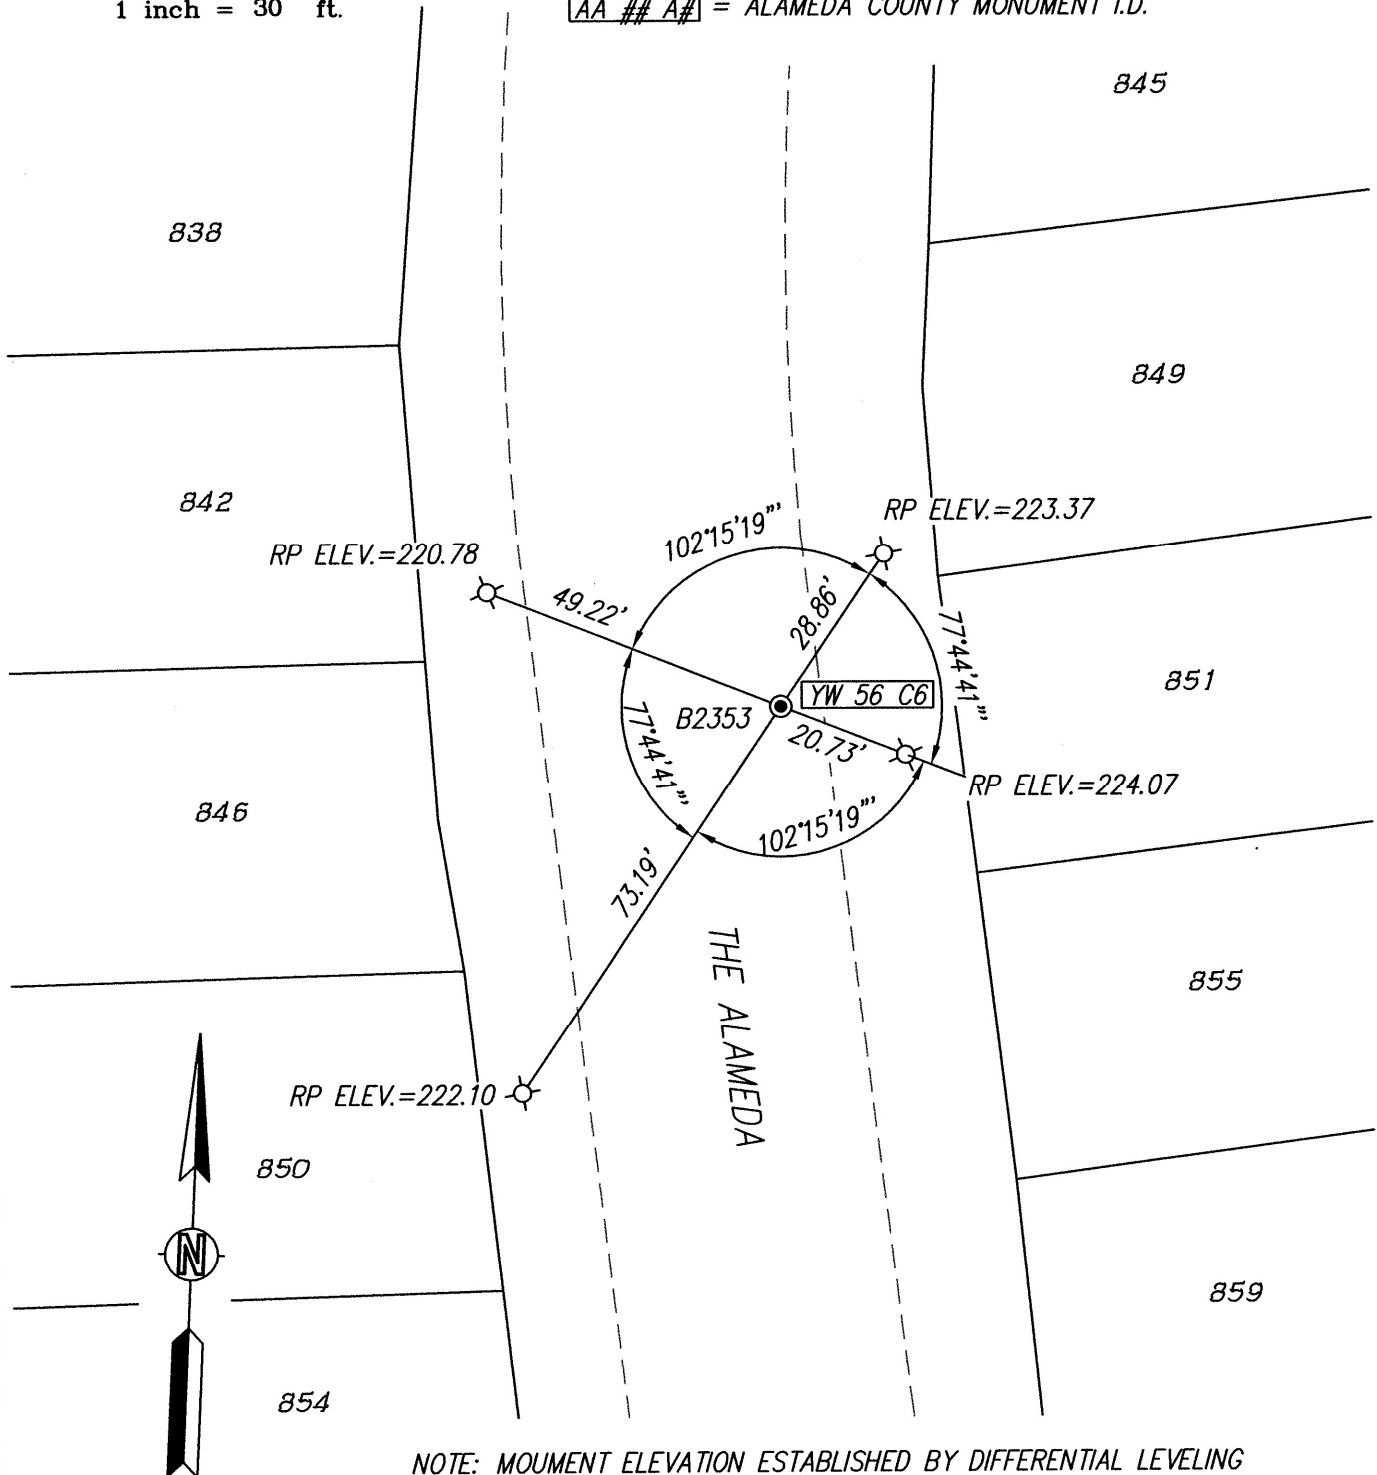 1 inch = 30 ft.
AA ## A# = ALAMEDA COUNTY MONUMENT I.D.
845
838
849
842
RP ELEV.=223.37
102°15'19"'
RP ELEV.=220.78
49.22'
28.86'
77°44'41"'
851
YW 56 C6
B2353
20.73'
77°44'41"'
RP ELEV.=224.07
846
102°15'19"'
73.19'
THE ALAMEDA
855
RP ELEV.=222.10
850
N
859
854
NOTE: MOUMENT ELEVATION ESTABLISHED BY DIFFERENTIAL LEVELING